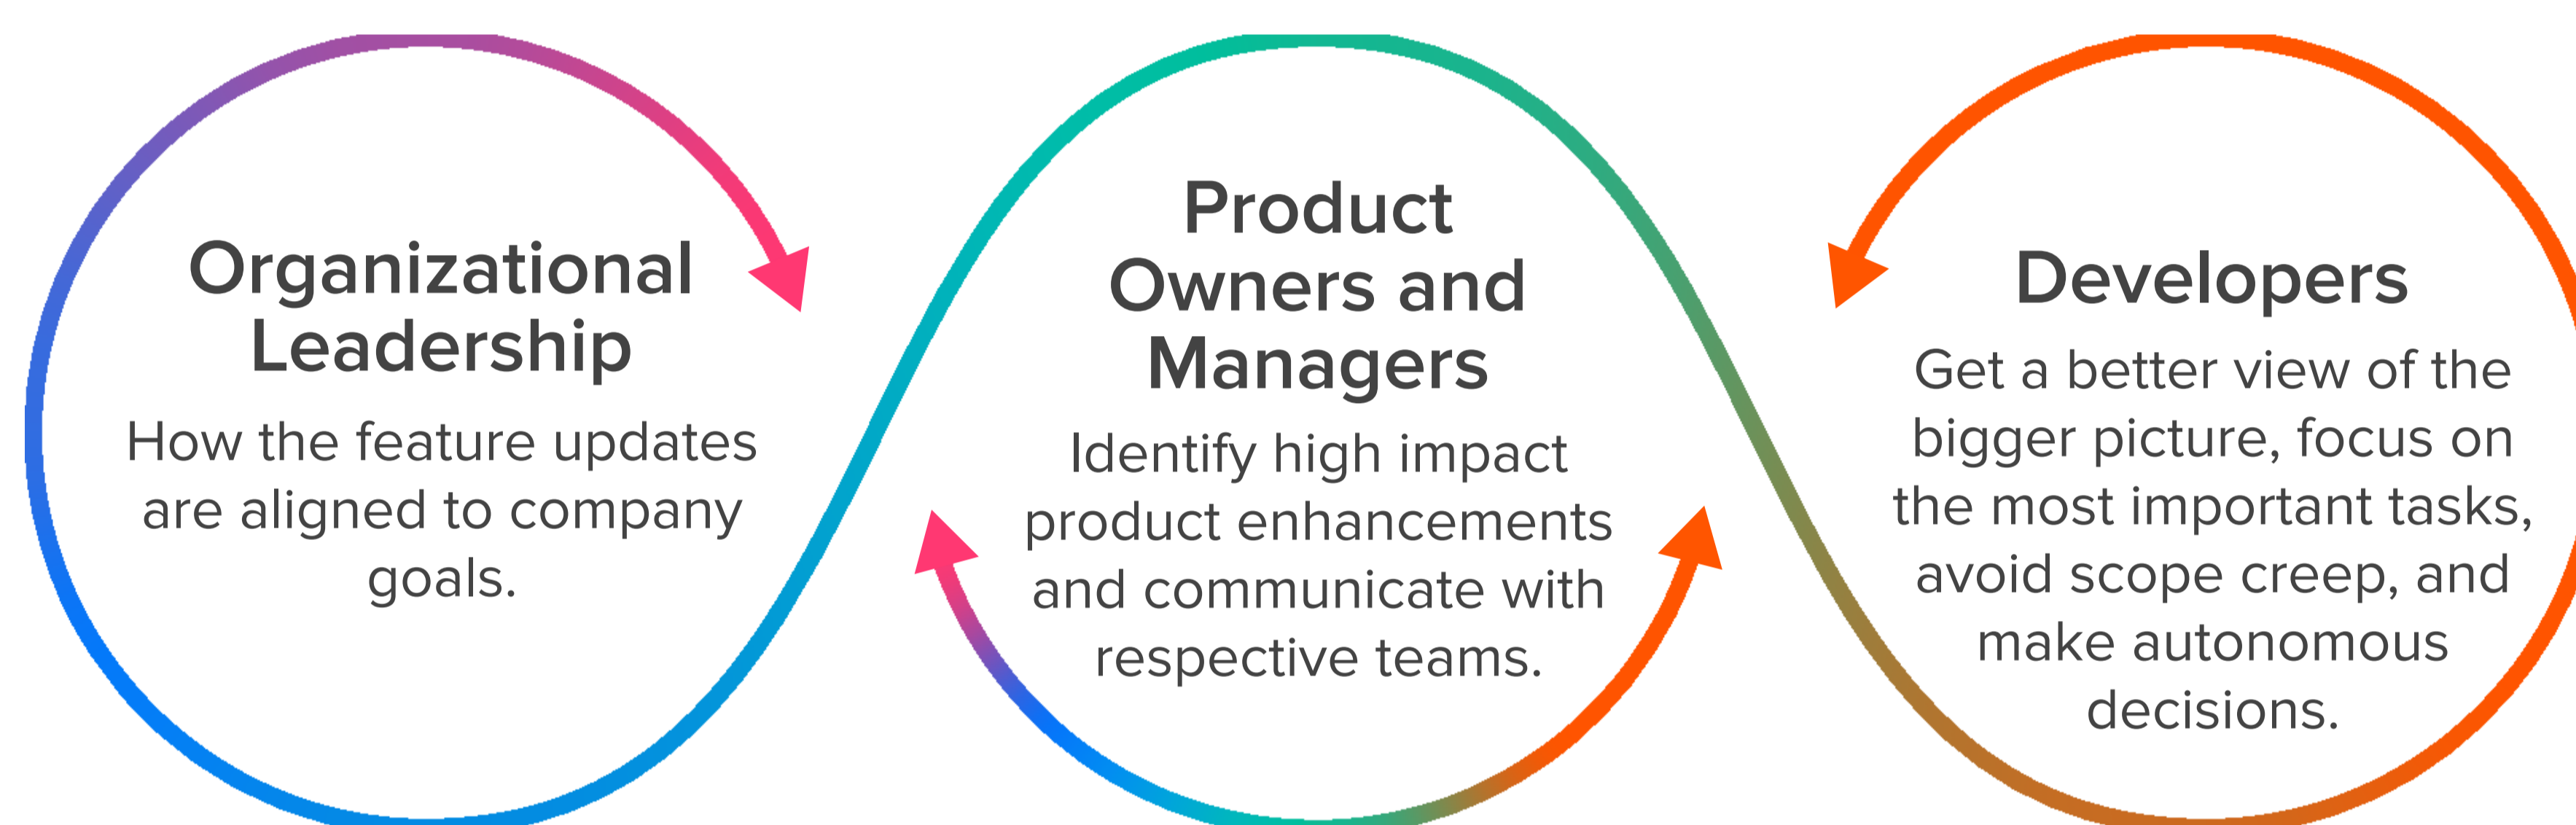 Organizational
Leadership
How the feature updates
are aligned to company
goals.
Product
Owners and
Managers
Identify high impact
product enhancements
and communicate with
respective teams.
Developers
Get a better view of the
bigger picture, focus on
the most important tasks,
avoid scope creep, and
make autonomous
decisions.